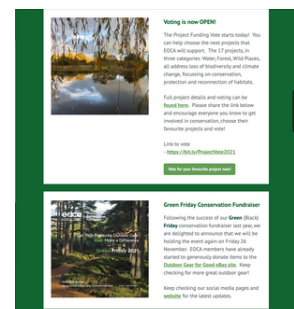 Voting is now OPEN!
The Project Funding Vote starts today! You
can help choose the next projects that
EOCA will support. The 17 projects, in
three categories: Water, Forest, Wild Places,
all address loss of biodiversity and climate
change, focussing on conservation,
protection and reconnection of habitats.
Full project details and voting can be
found here. Please share the link below
and encourage everyone you know to get
involved in conservation, choose their
favourite projects and vote!
Link to vote
- https://bit.ly/ProjectVote2021
Vote for your favourite project now!
eoca
Make a Difference
Friday 2021
Green Friday Conservation Fundraiser
Following the success of our Green (Black)
Friday conservation fundraiser last year, we
are delighted to announce that we will be
holding the event again on Friday 26
November. EOCA members have already
started to generously donate items to the
Outdoor Gear for Good eBay site. Keep
checking for more great outdoor gear!
Keep checking our social media pages and
website for the latest updates.